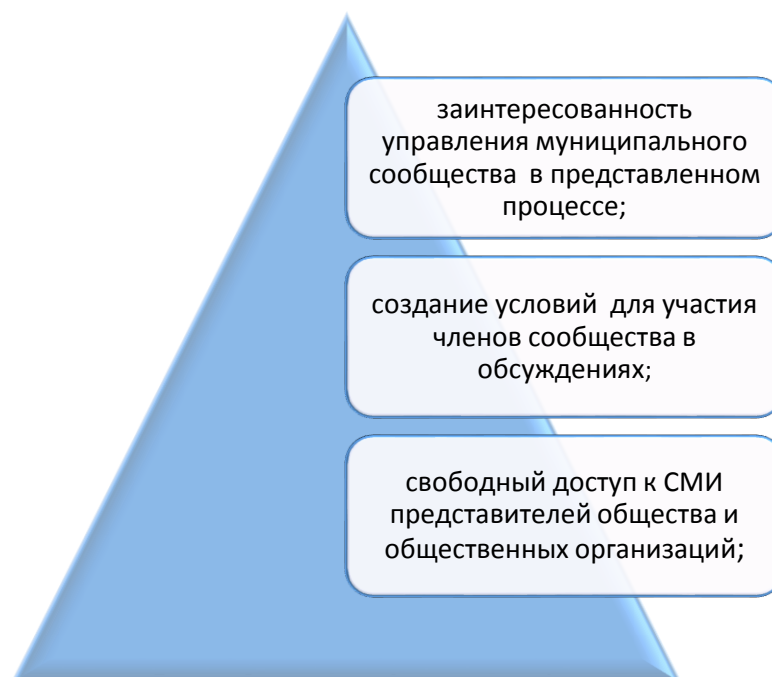 заинтересованность
управления муниципального
сообщества в представленном
процессе;
создание условий для участия
членов сообщества в
обсуждениях;
свободный доступ к СМИ
представителей общества и
общественных организаций;